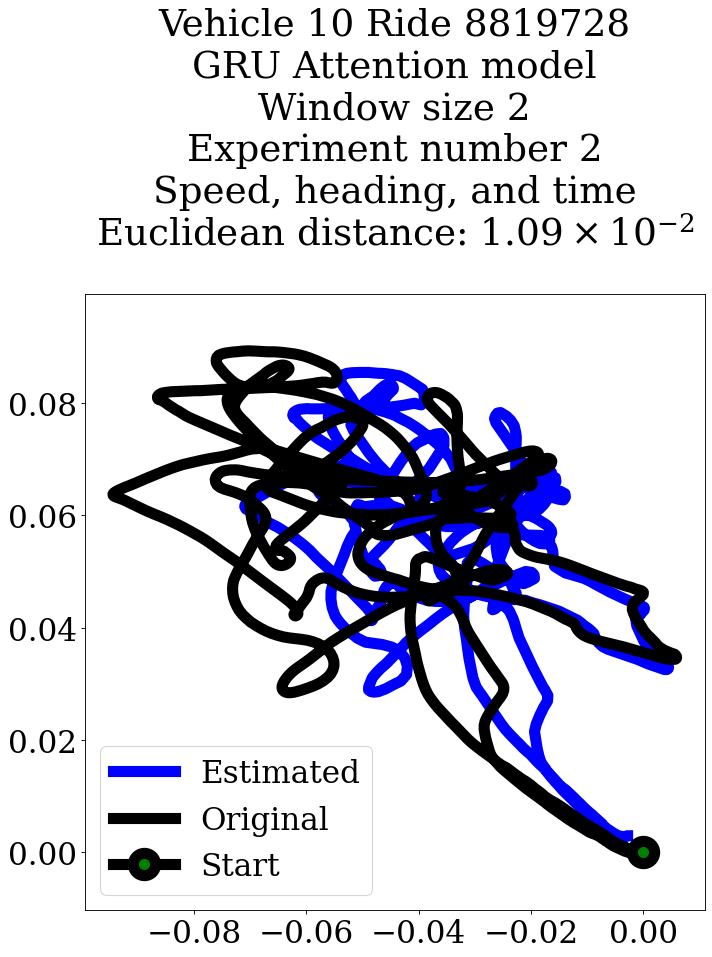 Vehicle 10 Ride 8819728
GRU Attention model
Window size 2
Experiment number 2
Speed, heading, and time
Euclidean distance: 1.09 × 10⁻²
0.08
0.06
0.04
0.02
0.00
Estimated
Original
Start
−0.08 −0.06 −0.04 −0.02 0.00